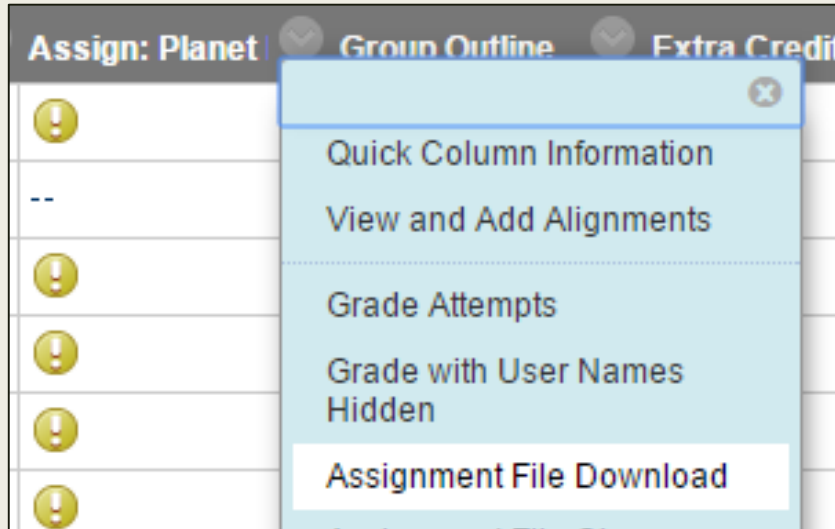 Assign: Planet Group Outline Extra Credit
Quick Column Information
--
View and Add Alignments
Grade Attempts
Grade with User Names
Hidden
Assignment File Download